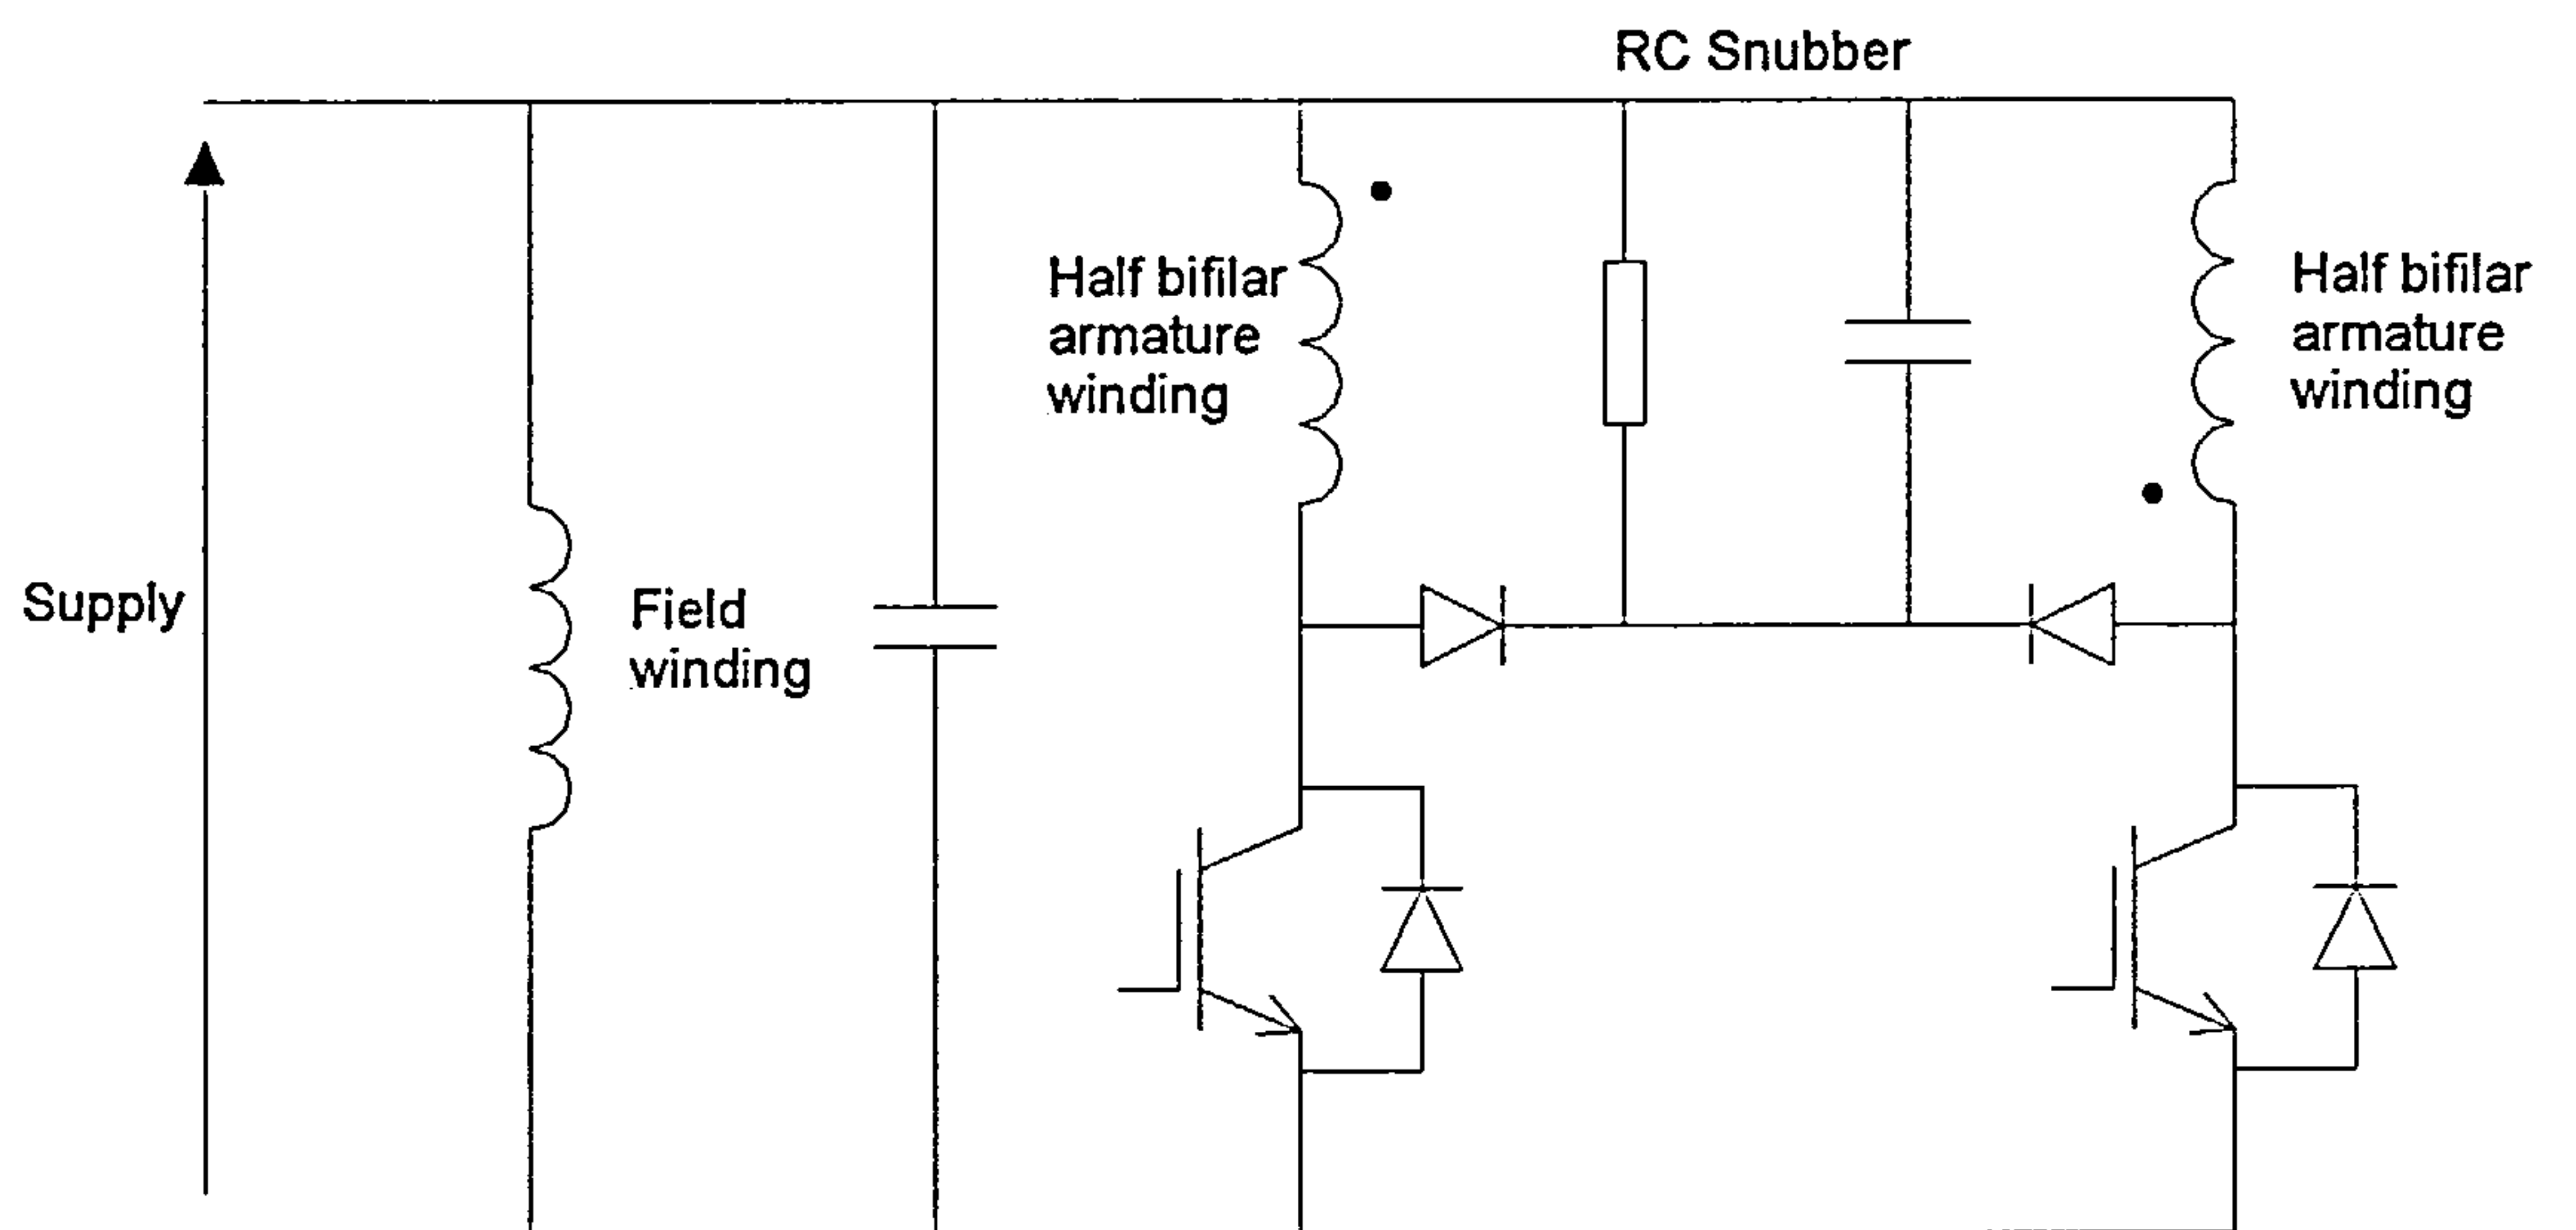 RC Snubber
Half bifilar
armature
winding
Half bifilar
armature
winding
Supply
Field
winding